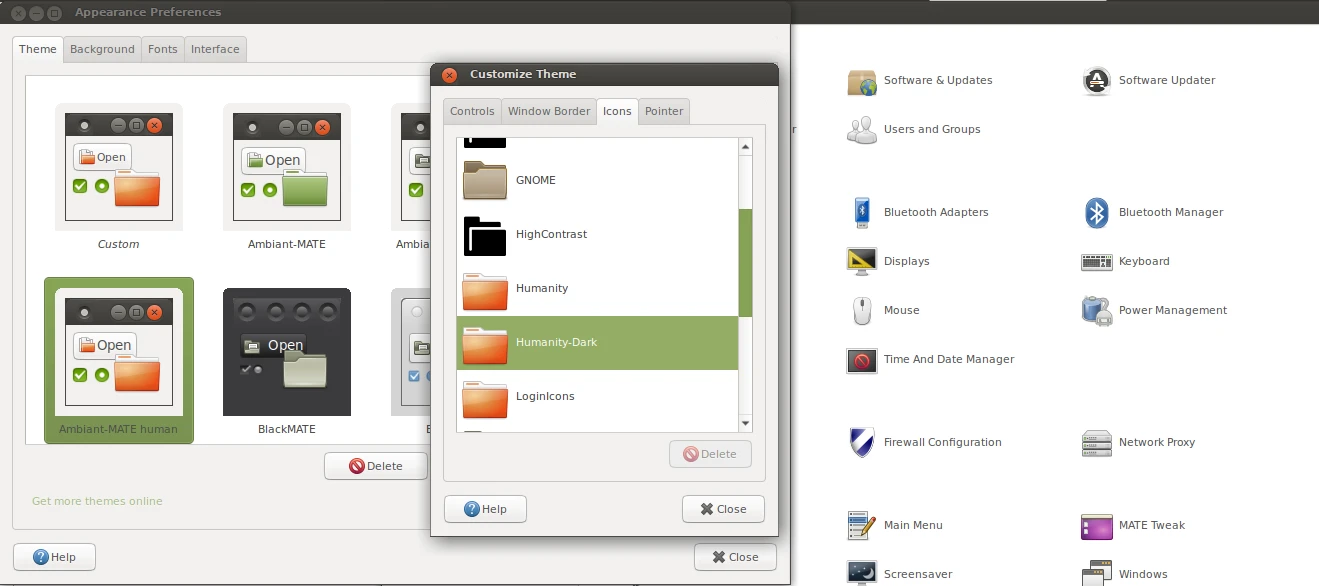 Appearance Preferences
Theme
Background
Fonts
Interface
Open
Custom
Open
Ambiant-MATE
Ambia
Open
Ambiant-MATE human
Open
BlackMATE
Delete
Get more themes online
Help
Close
Customize Theme
Controls
Window Border
Icons
Pointer
GNOME
HighContrast
Humanity
Humanity-Dark
LoginIcons
Delete
Help
Close
r
Software & Updates
Software Updater
Users and Groups
Bluetooth Adapters
Bluetooth Manager
Displays
Keyboard
Mouse
Power Management
Time And Date Manager
Firewall Configuration
Network Proxy
Main Menu
MATE Tweak
Screensaver
Windows